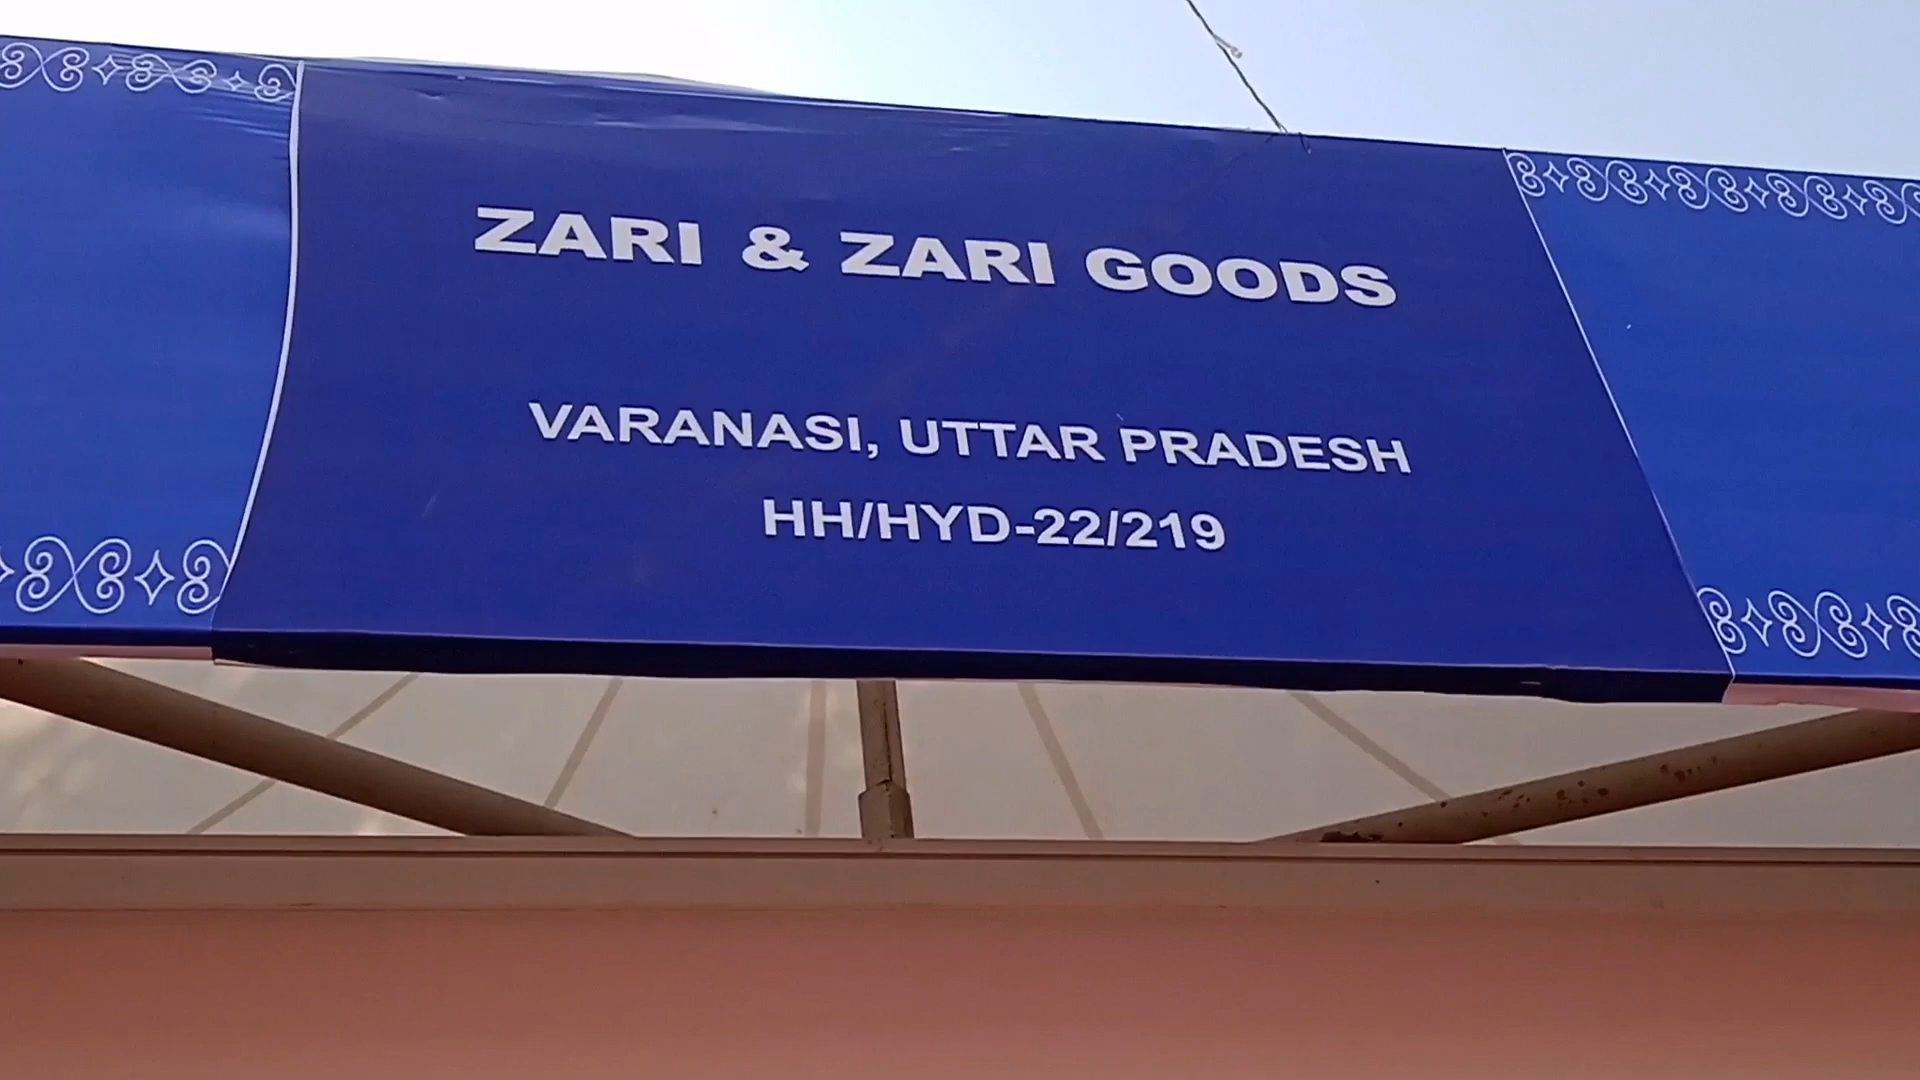 ZARI & ZARI GOODS
VARANASI, UTTAR PRADESH
HH/HYD-22/219